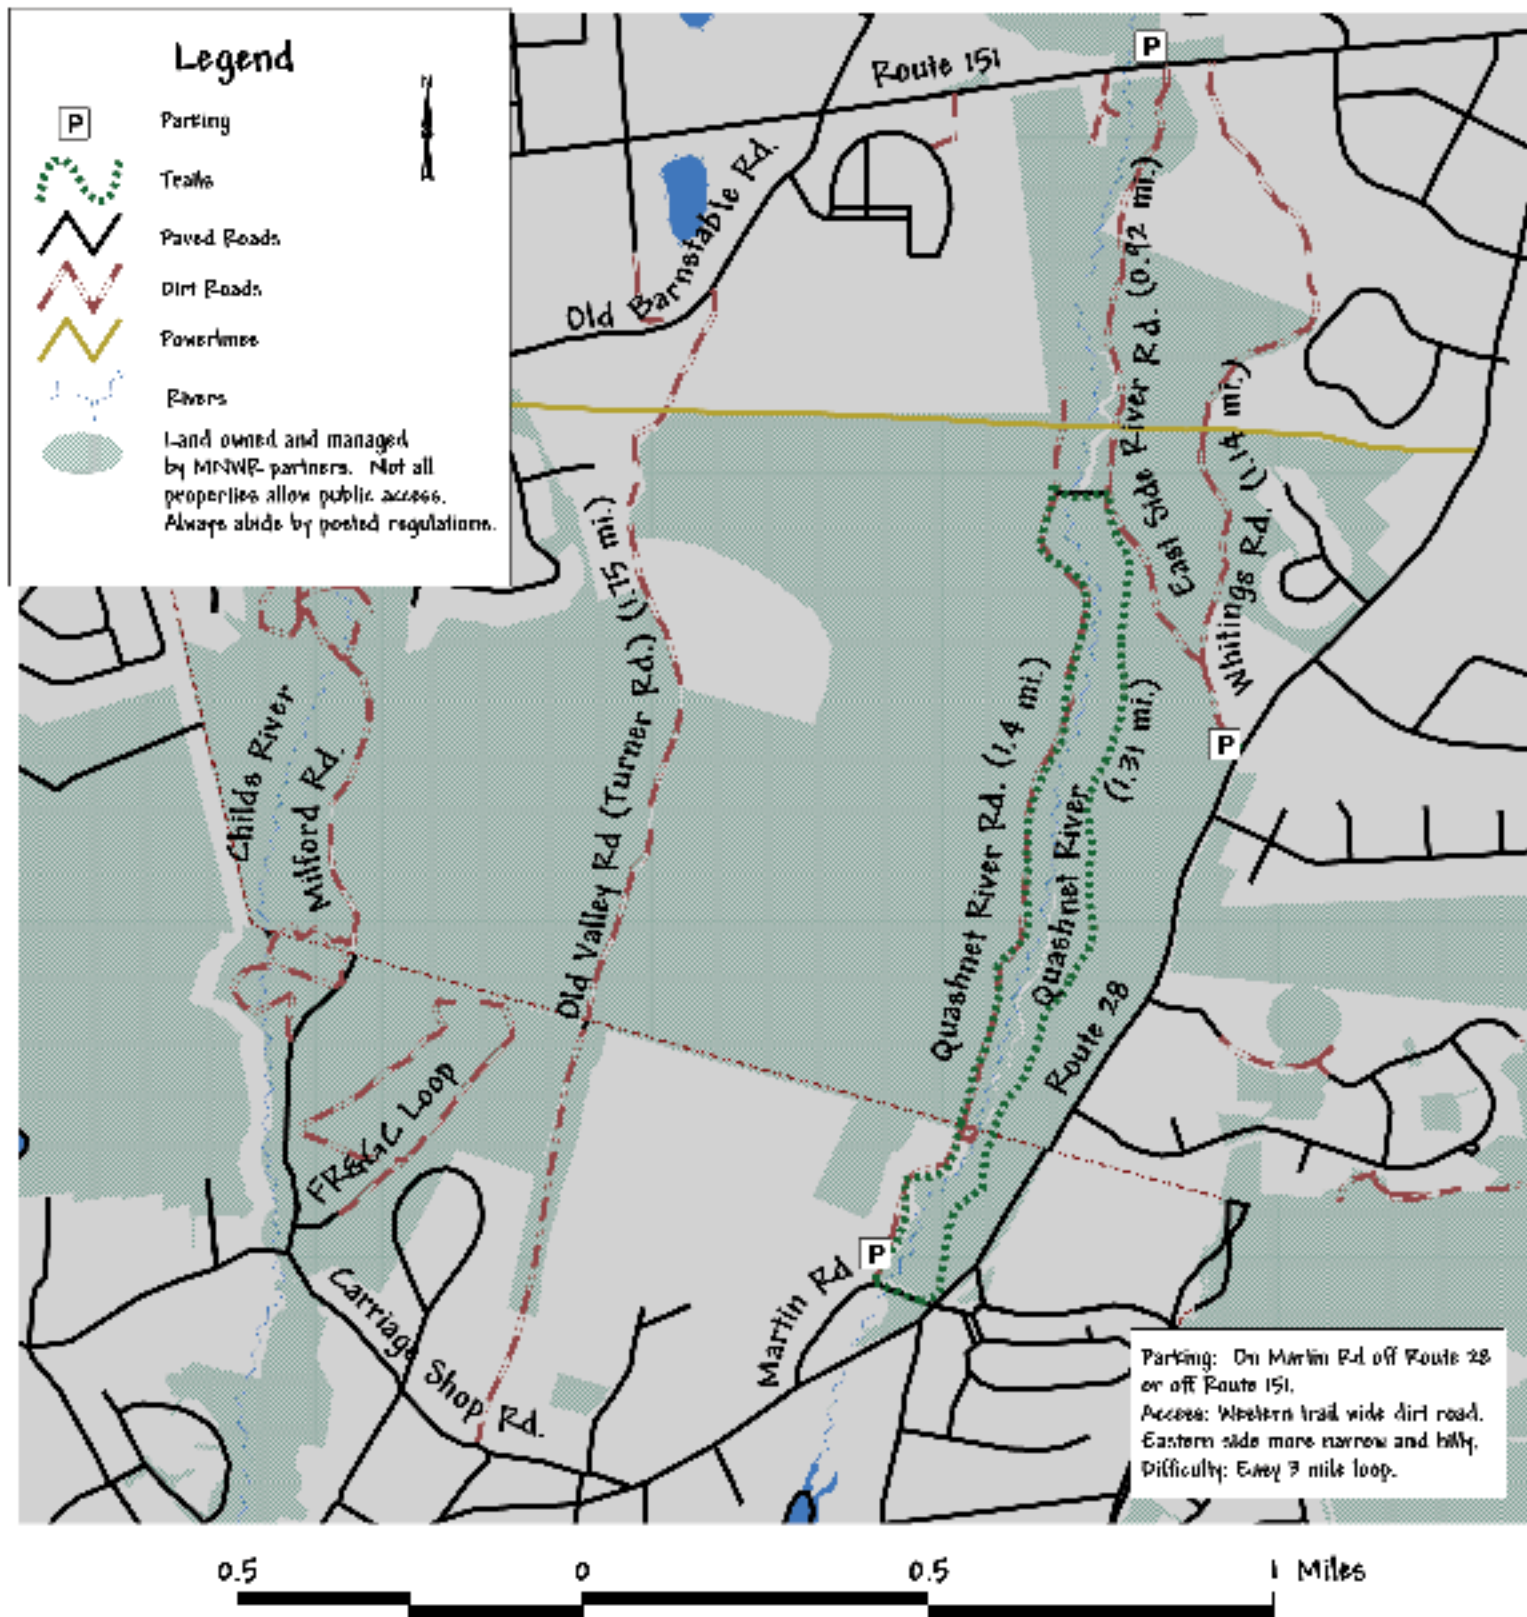 Legend
N
P Parking
Trails
Paved Roads
Dirt Roads
Powerlines
Rivers
Land owned and managed
by MNWR partners. Not all
properties allow public access.
Always abide by posted regulations.
Route 151
P
Old Barnstable Rd.
East Side River Rd. (0.92 mi.)
Whitings Rd. (1.14 mi.)
P
Old Valley Rd (Turner Rd.) (1.75 mi.)
Childs River
Milford Rd.
Quashnet River Rd. (1.4 mi.)
Quashnet River
(1.31 mi.)
Route 28
FR&GC Loop
Carriage Shop Rd.
Martin Rd
P
Parking: On Martin Rd off Route 28
or off Route 151.
Access: Western trail wide dirt road.
Eastern side more narrow and hilly.
Difficulty: Easy 3 mile loop.
0.5 0 0.5 1 Miles